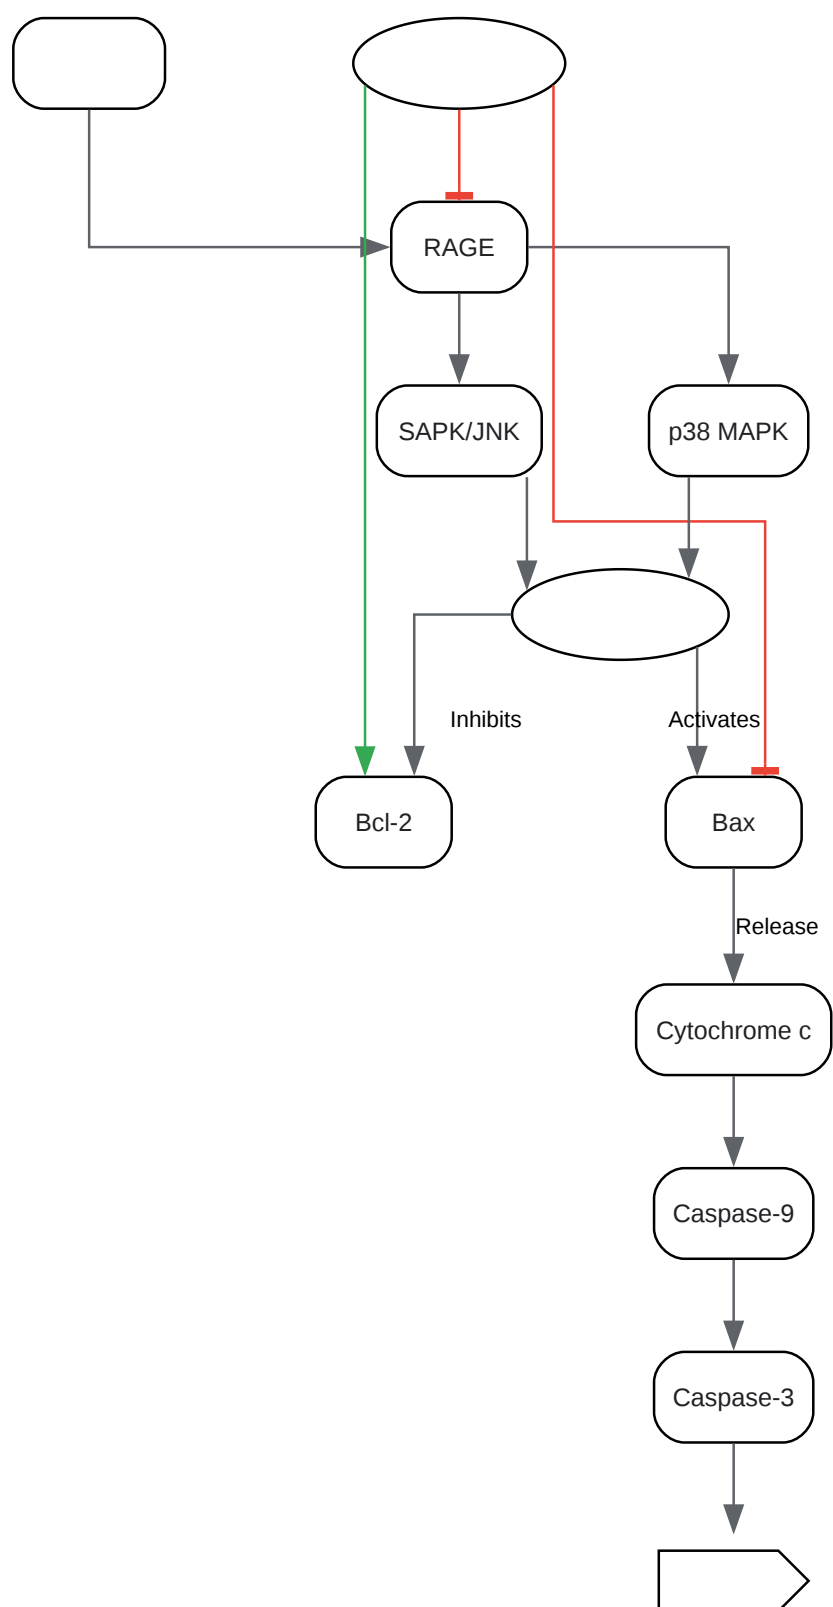 RAGE
SAPK/JNK
p38 MAPK
Inhibits
Activates
Bcl-2
Bax
Release
Cytochrome c
Caspase-9
Caspase-3